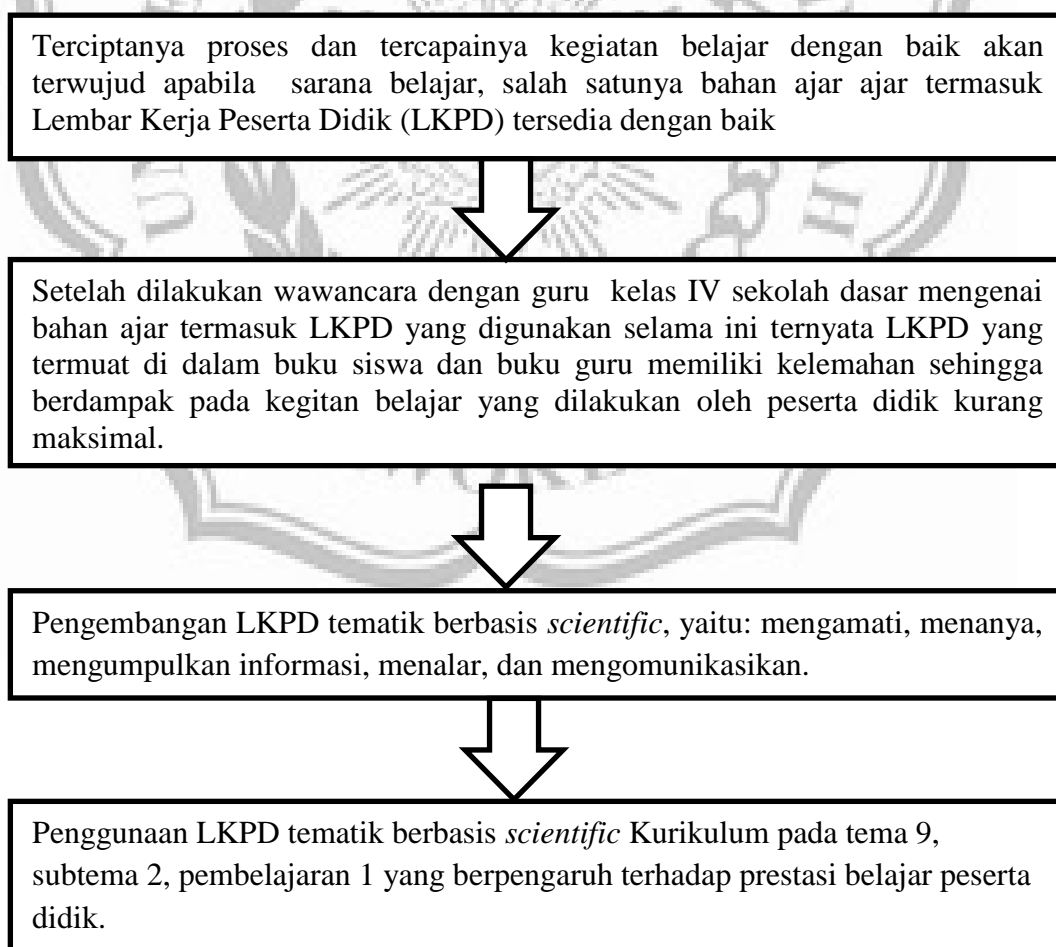 Terciptanya proses dan tercapainya kegiatan belajar dengan baik akan
terwujud apabila sarana belajar, salah satunya bahan ajar ajar termasuk
Lembar Kerja Peserta Didik (LKPD) tersedia dengan baik
Setelah dilakukan wawancara dengan guru kelas IV sekolah dasar mengenai
bahan ajar termasuk LKPD yang digunakan selama ini ternyata LKPD yang
termuat di dalam buku siswa dan buku guru memiliki kelemahan sehingga
berdampak pada kegitan belajar yang dilakukan oleh peserta didik kurang
maksimal.
Pengembangan LKPD tematik berbasis scientific, yaitu: mengamati, menanya,
mengumpulkan informasi, menalar, dan mengomunikasikan.
Penggunaan LKPD tematik berbasis scientific Kurikulum pada tema 9,
subtema 2, pembelajaran 1 yang berpengaruh terhadap prestasi belajar peserta
didik.